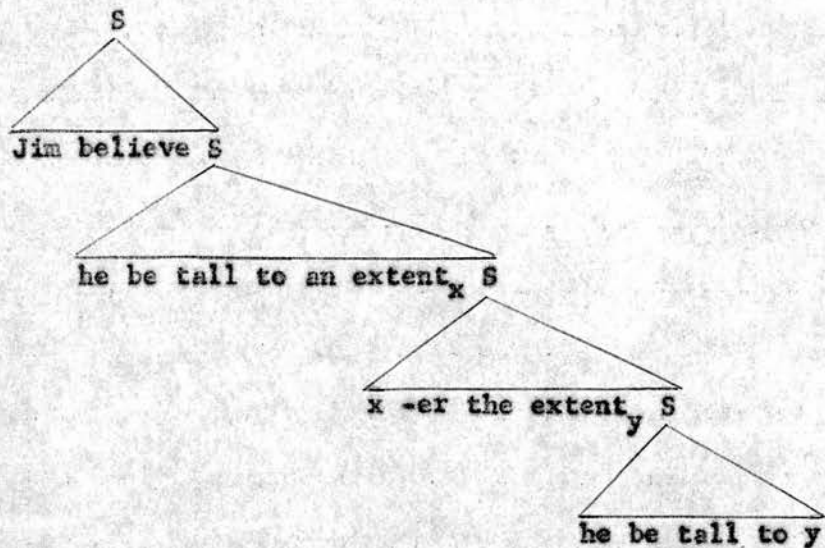 S
Jim believe S
he be tall to an extent_x S
x -er the extent_y S
he be tall to y